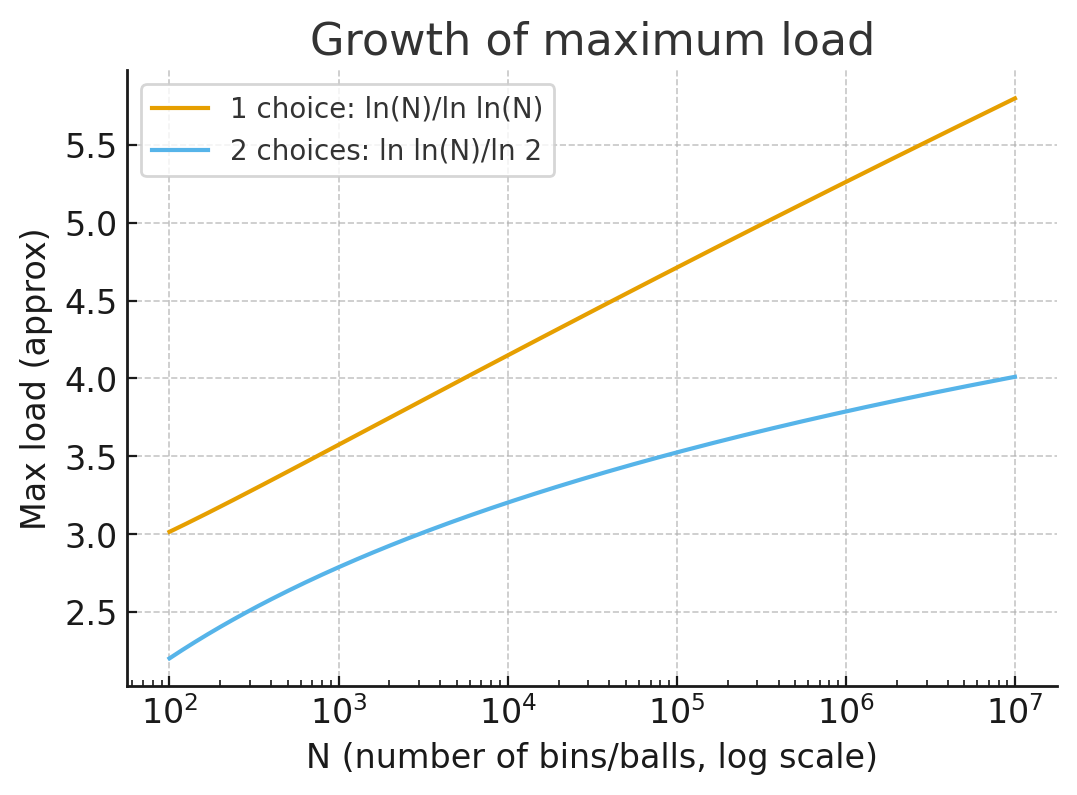 Growth of maximum load
1 choice: ln(N)/ln ln(N)
2 choices: ln ln(N)/ln 2
Max load (approx)
5.5
5.0
4.5
4.0
3.5
3.0
2.5
10²
10³
10⁴
10⁵
10⁶
10⁷
N (number of bins/balls, log scale)